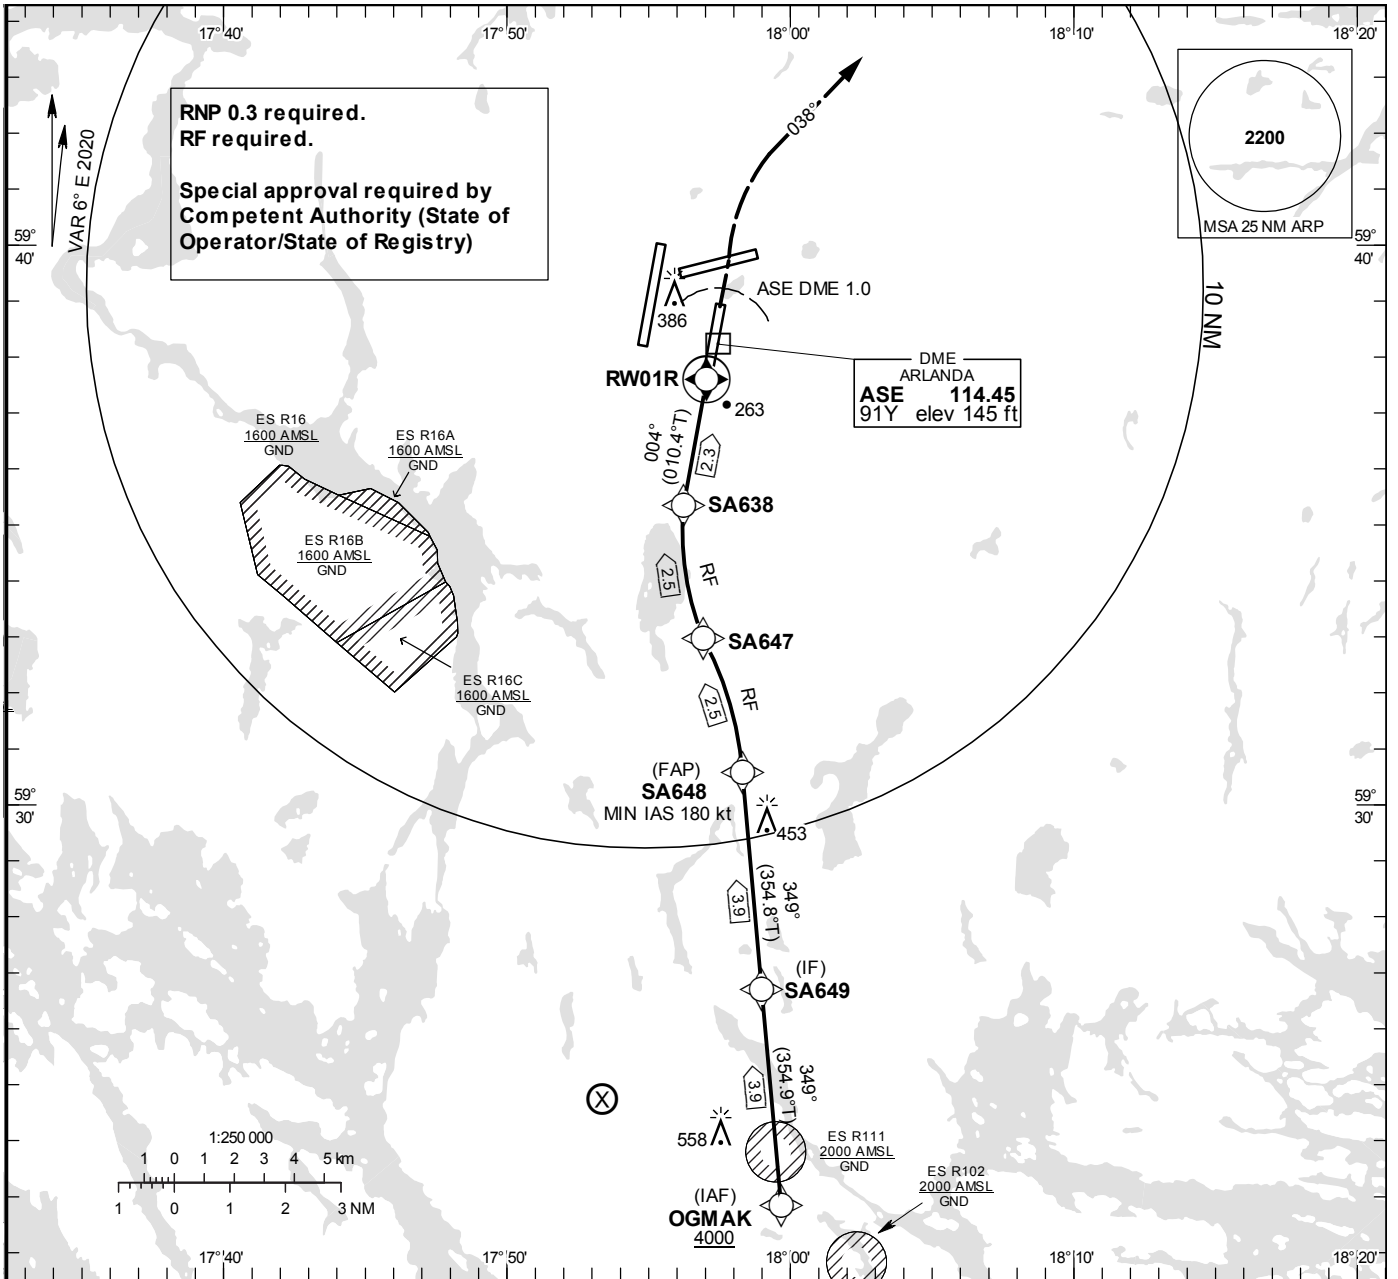 17°40'
17°50'
18°00'
18°10'
18°20'
RNP 0.3 required.
RF required.
Special approval required by
Competent Authority (State of
Operator/State of Registry)
VAR 6° E 2020
2200
MSA 25 NM ARP
59°
40'
59°
40'
10 NM
ASE DME 1.0
386
DME
ARLANDA
ASE 114.45
91Y elev 145 ft
RW01R
263
004°
(010.4°T)
2.3
ES R16
1600 AMSL
GND
ES R16A
1600 AMSL
GND
ES R16B
1600 AMSL
GND
ES R16C
1600 AMSL
GND
SA638
2.5
RF
SA647
2.5
RF
(FAP)
SA648
MIN IAS 180 kt
453
59°
30'
59°
30'
349°
(354.8°T)
3.9
(IF)
SA649
349°
(354.9°T)
3.9
X
558
ES R111
2000 AMSL
GND
ES R102
2000 AMSL
GND
(IAF)
OGMAK
4000
1:250 000
1 0 1 2 3 4 5 km
1 0 1 2 3 NM
17°40'
17°50'
18°00'
18°10'
18°20'
038°